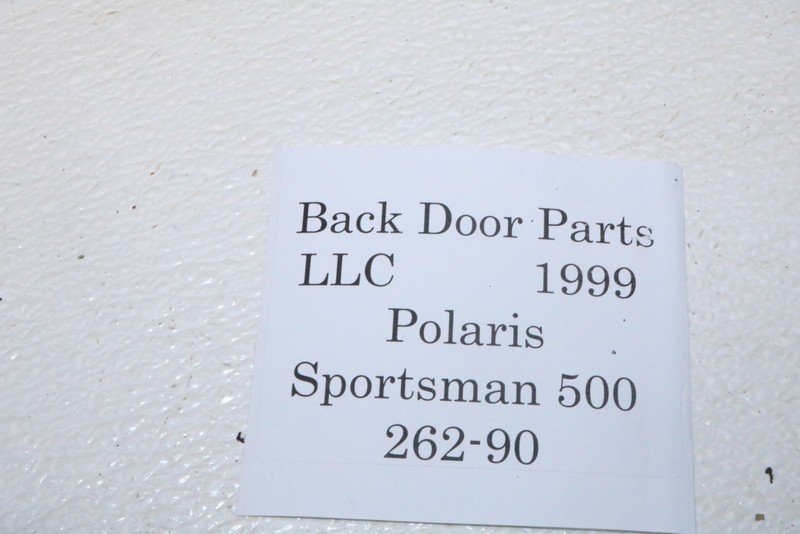 Back Door Parts
LLC 1999
Polaris
Sportsman 500
262-90